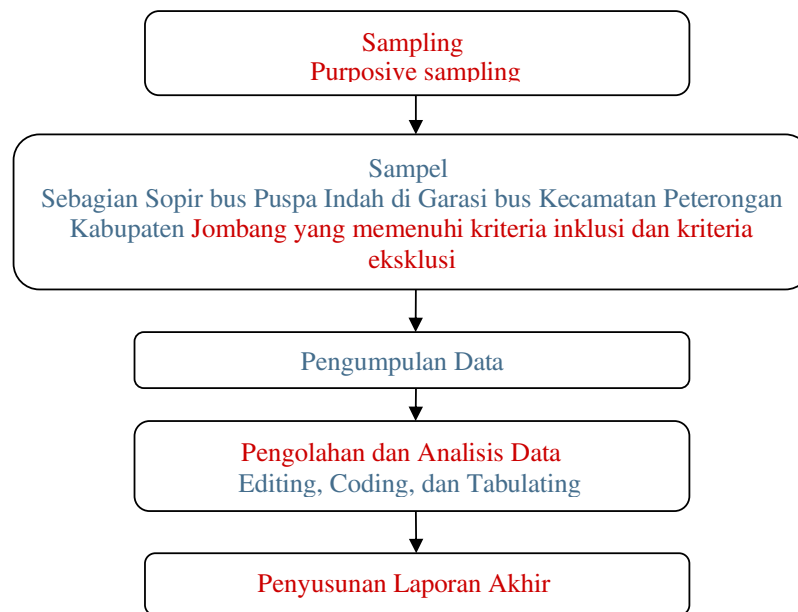 Sampling
Purposive sampling
Sampel
Sebagian Sopir bus Puspa Indah di Garasi bus Kecamatan Peterongan
Kabupaten Jombang yang memenuhi kriteria inklusi dan kriteria
eksklusi
Pengumpulan Data
Pengolahan dan Analisis Data
Editing, Coding, dan Tabulating
Penyusunan Laporan Akhir